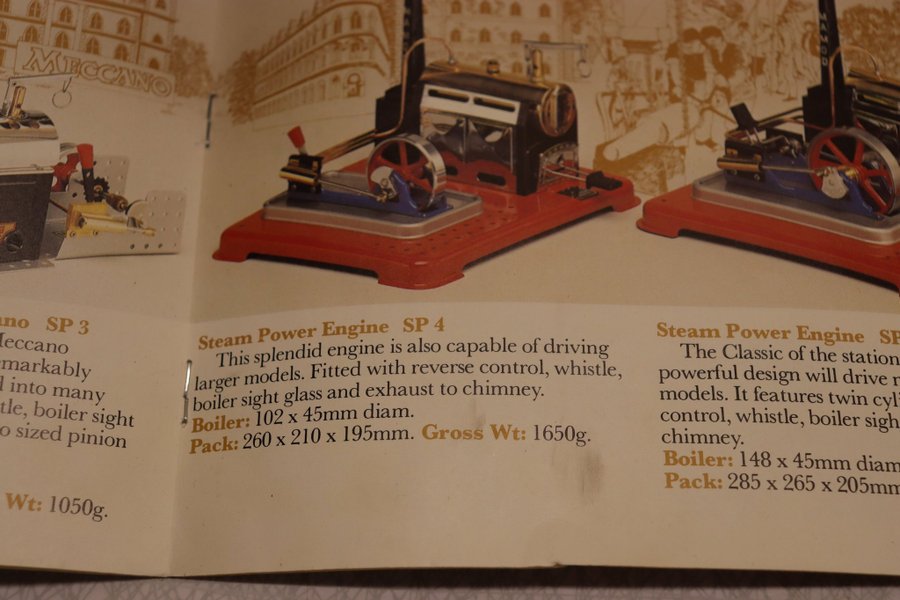 MECCANO
MAMOD
MAMOD
ano SP 3
Meccano
markably
d into many
tle, boiler sight
o sized pinion
Wt: 1050g.
Steam Power Engine SP 4
This splendid engine is also capable of driving
larger models. Fitted with reverse control, whistle,
boiler sight glass and exhaust to chimney.
Boiler: 102 x 45mm diam.
Pack: 260 x 210 x 195mm. Gross Wt: 1650g.
Steam Power Engine SP
The Classic of the station
powerful design will drive
models. It features twin cyl
control, whistle, boiler sigh
chimney.
Boiler: 148 x 45mm diam
Pack: 285 x 265 x 205mm